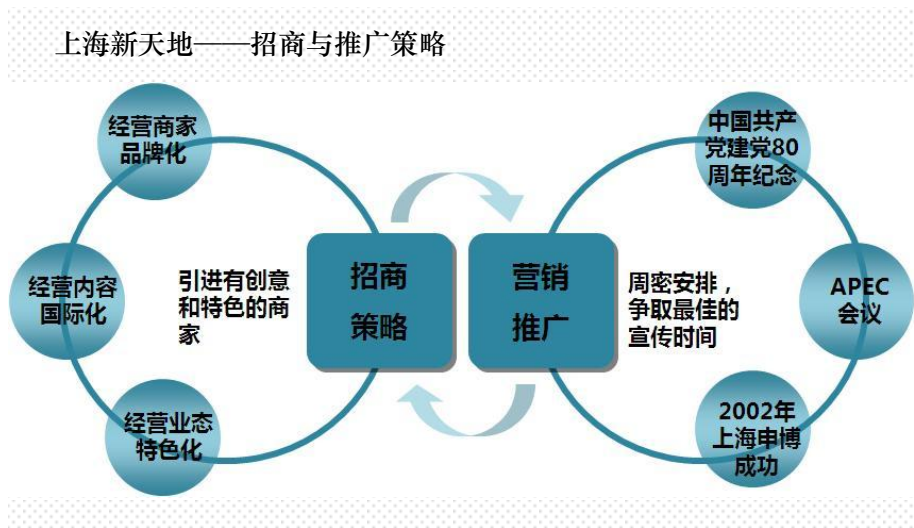 上海新天地——招商与推广策略
经营商家
品牌化
经营内容
国际化
经营业态
特色化
引进有创意
和特色的商
家
招商
策略
营销
推广
周密安排，
争取最佳的
宣传时间
中国共产
党建党80
周年纪念
APEC
会议
2002年
上海申博
成功